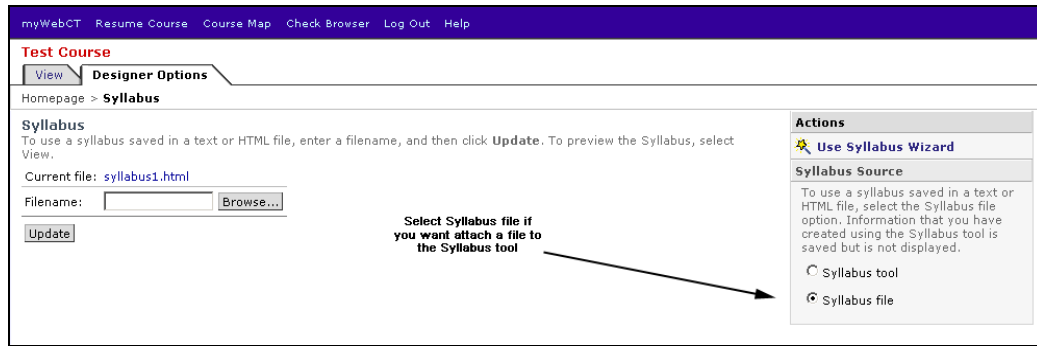 myWebCT Resume Course Course Map Check Browser Log Out Help
Test Course
View Designer Options
Homepage > Syllabus
Syllabus
To use a syllabus saved in a text or HTML file, enter a filename, and then click Update. To preview the Syllabus, select
View.
Current file: syllabus1.html
Filename: Browse...
Update
Select Syllabus file if
you want attach a file to
the Syllabus tool
Actions
Use Syllabus Wizard
Syllabus Source
To use a syllabus saved in a text or
HTML file, select the Syllabus file
option. Information that you have
created using the Syllabus tool is
saved but is not displayed.
Syllabus tool
Syllabus file